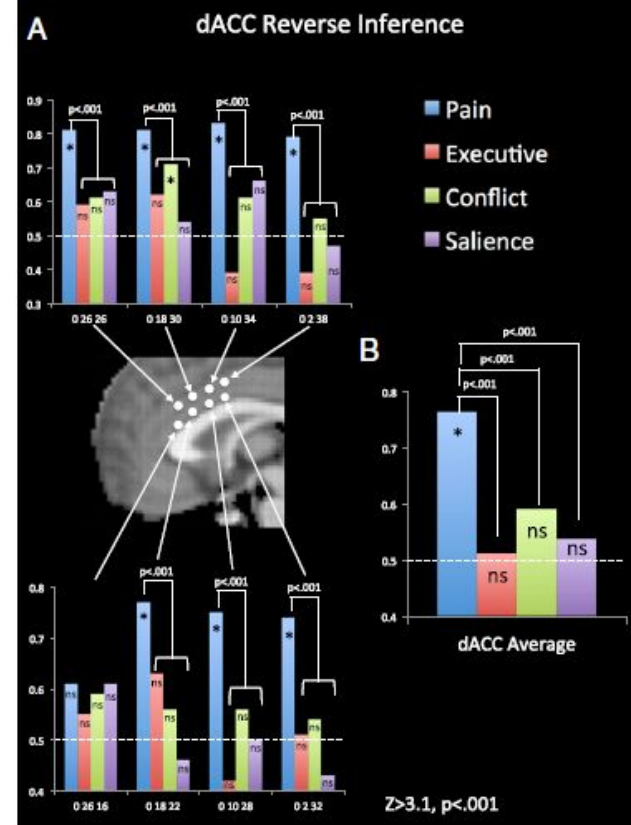 A
dACC Reverse Inference
Pain
Executive
Conflict
Salience
0.9
0.8
0.7
0.6
0.5
0.4
0.3
p<.001
p<.001
p<.001
p<.001
*
ns
ns
ns
*
ns
*
ns
*
ns
ns
ns
*
ns
ns
ns
0 26 26
0 18 30
0 10 34
0 2 38
0.8
0.7
0.6
0.5
0.4
p<.001
p<.001
p<.001
ns
ns
ns
ns
*
ns
ns
ns
*
ns
ns
ns
*
ns
ns
ns
0 26 16
0 18 22
0 10 28
0 2 32
B
p<.001
p<.001
p<.001
0.8
0.7
0.6
0.5
0.4
*
ns
ns
ns
dACC Average
Z>3.1, p<.001